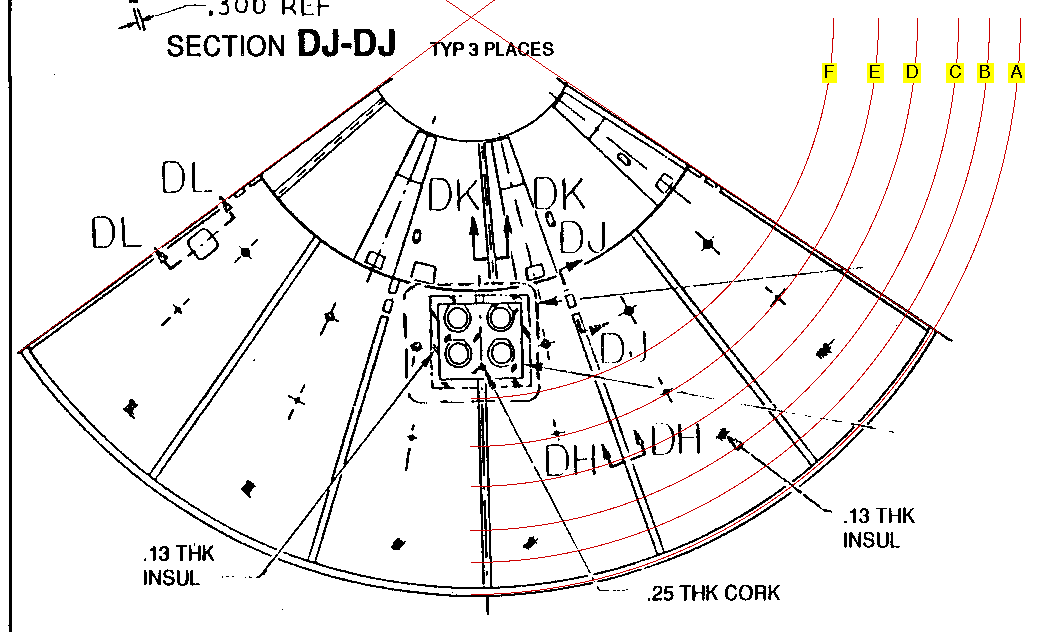 .300 REF
SECTION DJ-DJ
TYP 3 PLACES
F E D C B A
DL
DK DK
DL
DJ
DJ
DH DH
.13 THK
INSUL
.13 THK
INSUL
.25 THK CORK